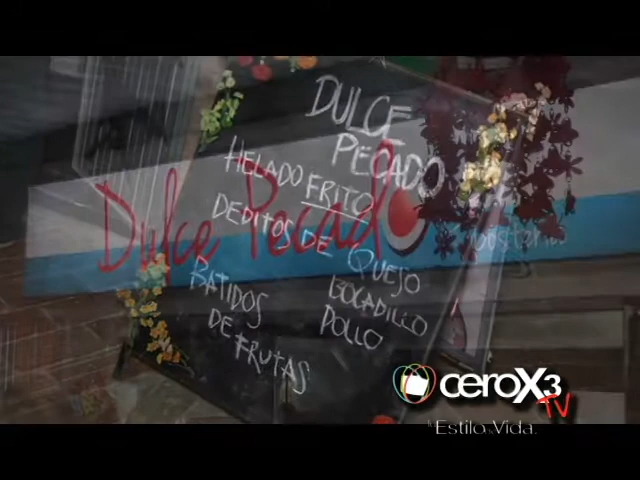 DULCE
PECADO
HELADO FRITO
DEDITOS DE QUEJO
BOCADILLO
POLLO
BATIDOS
DE FRUTAS
Dulce Pecado
ceroX3
TV
Estilo Vida.